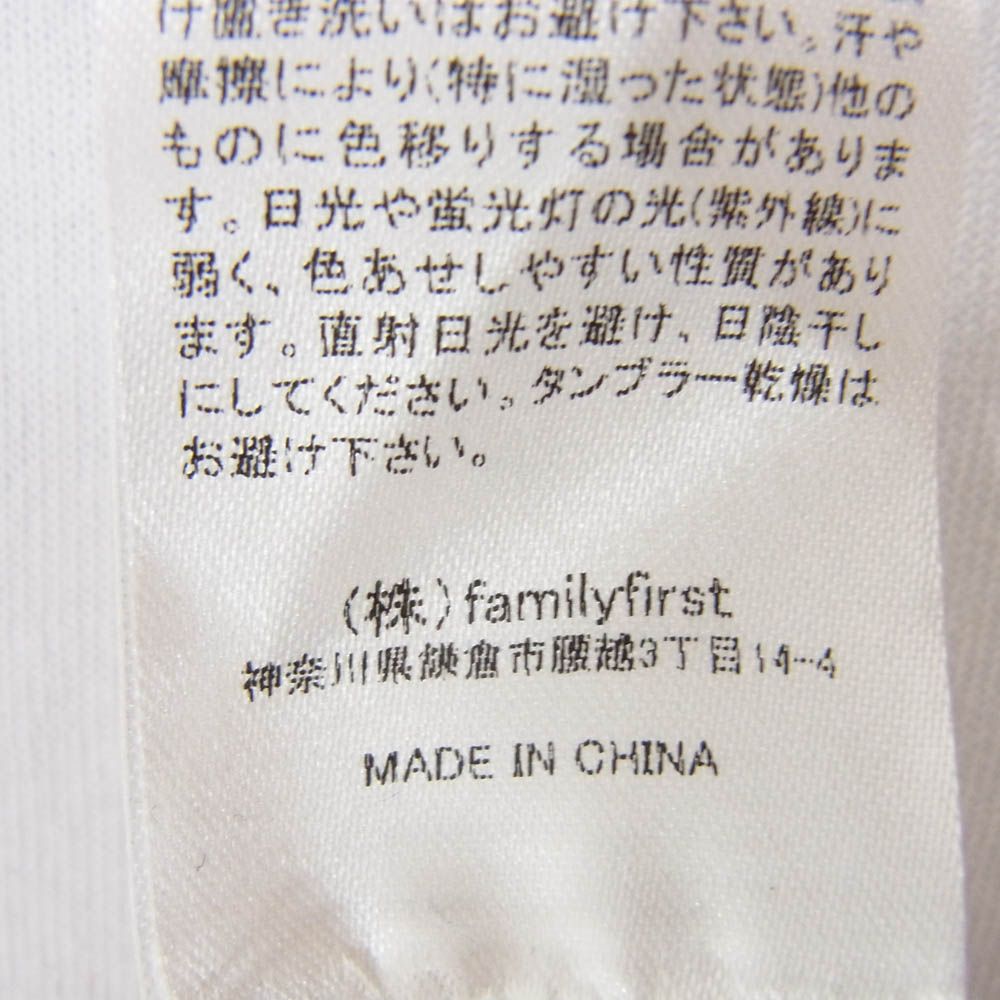 け置き洗いはお避け下さい。汗や
摩擦により(特に湿った状態)他の
ものに色移りする場合がありま
す。日光や蛍光灯の光(紫外線)に
弱く、色あせしやすい性質があり
ます。直射日光を避け、日陰干し
にしてください。タンブラー乾燥は
お避け下さい。
(株)familyfirst
神奈川県鎌倉市腰越3丁目14-4
MADE IN CHINA